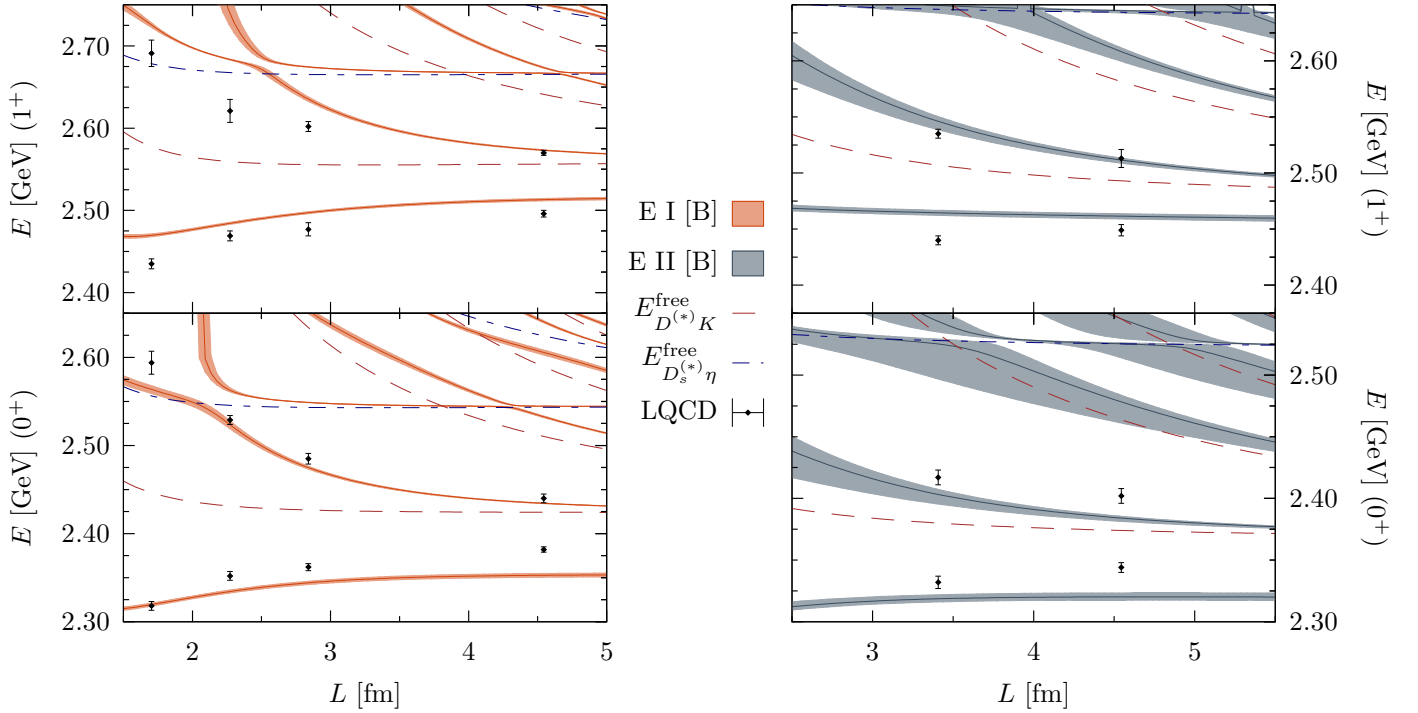 E [GeV] (1⁺)
2.70
2.60
2.50
2.40
E [GeV] (0⁺)
2.60
2.50
2.40
2.30
2
3
4
5
L [fm]
E I [B]
E II [B]
E^free_D^(*)K
E^free_D_s^(*)η
LQCD
2.60
2.50
2.40
E [GeV] (1⁺)
2.50
2.40
2.30
E [GeV] (0⁺)
3
4
5
L [fm]